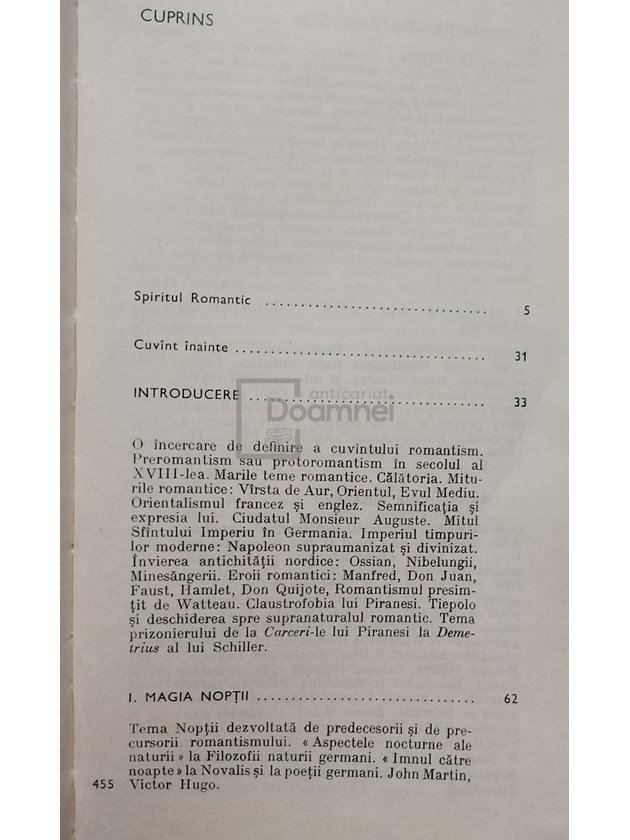 CUPRINS
Spiritul Romantic ................................ 5
Cuvînt înainte .................................... 31
INTRODUCERE .................................. 33
anticariat
Doamnei
O încercare de definire a cuvîntului romantism.
Preromantism sau protoromantism în secolul al
XVIII-lea. Marile teme romantice. Călătoria. Mitu-
rile romantice: Vîrsta de Aur, Orientul, Evul Mediu.
Orientalismul francez și englez. Semnificația și
expresia lui. Ciudatul Monsieur Auguste. Mitul
Sfîntului Imperiu în Germania. Imperiul timpuri-
lor moderne: Napoleon supraumanizat și divinizat.
Învierea antichității nordice: Ossian, Nibelungii,
Minesängerii. Eroii romantici: Manfred, Don Juan,
Faust, Hamlet, Don Quijote, Romantismul presim-
țit de Watteau. Claustrofobia lui Piranesi. Tiepolo
și deschiderea spre supranaturalul romantic. Tema
prizonierului de la Carceri-le lui Piranesi la Deme-
trius al lui Schiller.
I. MAGIA NOPȚII ................................ 62
Tema Nopții dezvoltată de predecesorii și de pre-
cursorii romantismului. « Aspectele nocturne ale
naturii » la Filozofii naturii germani. « Imnul către
noapte » la Novalis și la poeții germani. John Martin,
455 Victor Hugo.